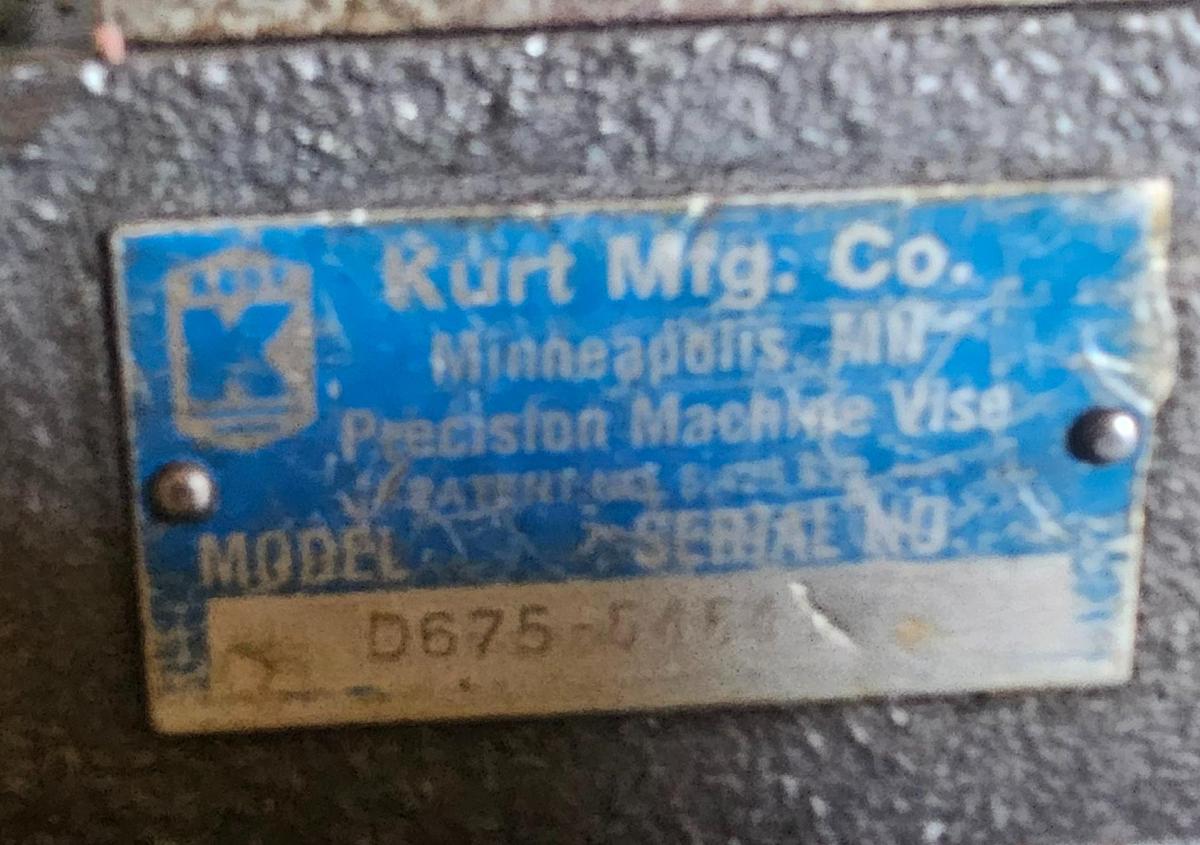 Kurt Mfg. Co.
Minneapolis, MN
Precision Machine Vise
MODEL SERIAL NO.
D675